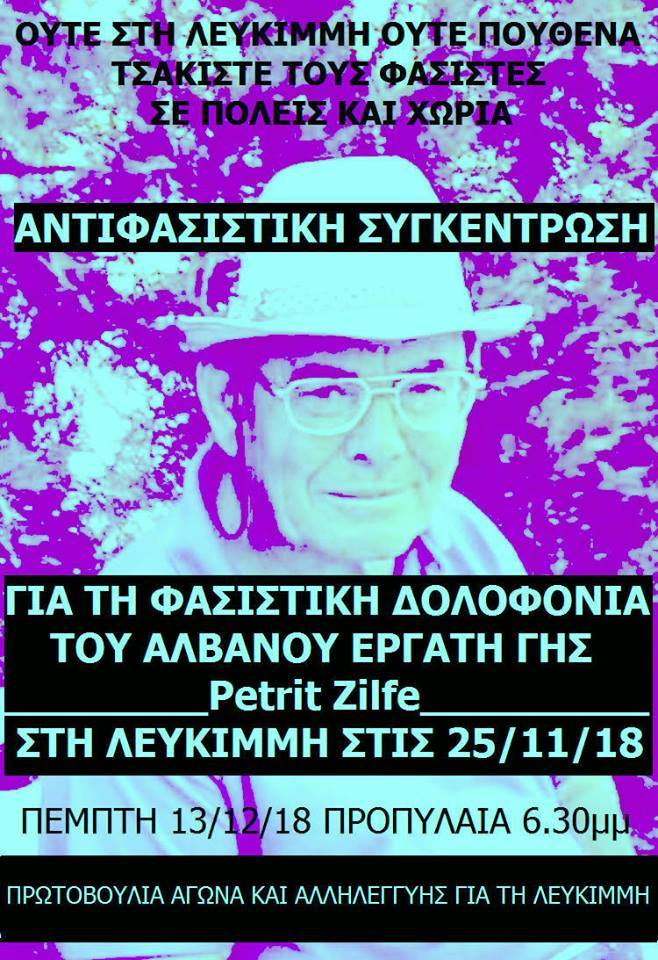 ΟΥΤΕ ΣΤΗ ΛΕΥΚΙΜΜΗ ΟΥΤΕ ΠΟΥΘΕΝΑ
ΤΣΑΚΙΣΤΕ ΤΟΥΣ ΦΑΣΙΣΤΕΣ
ΣΕ ΠΟΛΕΙΣ ΚΑΙ ΧΩΡΙΑ
ΑΝΤΙΦΑΣΙΣΤΙΚΗ ΣΥΓΚΕΝΤΡΩΣΗ
ΓΙΑ ΤΗ ΦΑΣΙΣΤΙΚΗ ΔΟΛΟΦΟΝΙΑ
ΤΟΥ ΑΛΒΑΝΟΥ ΕΡΓΑΤΗ ΓΗΣ
_________Petrit Zilfe__________
ΣΤΗ ΛΕΥΚΙΜΜΗ ΣΤΙΣ 25/11/18
ΠΕΜΠΤΗ 13/12/18 ΠΡΟΠΥΛΑΙΑ 6.30μμ
ΠΡΩΤΟΒΟΥΛΙΑ ΑΓΩΝΑ ΚΑΙ ΑΛΛΗΛΕΓΓΥΗΣ ΓΙΑ ΤΗ ΛΕΥΚΙΜΜΗ